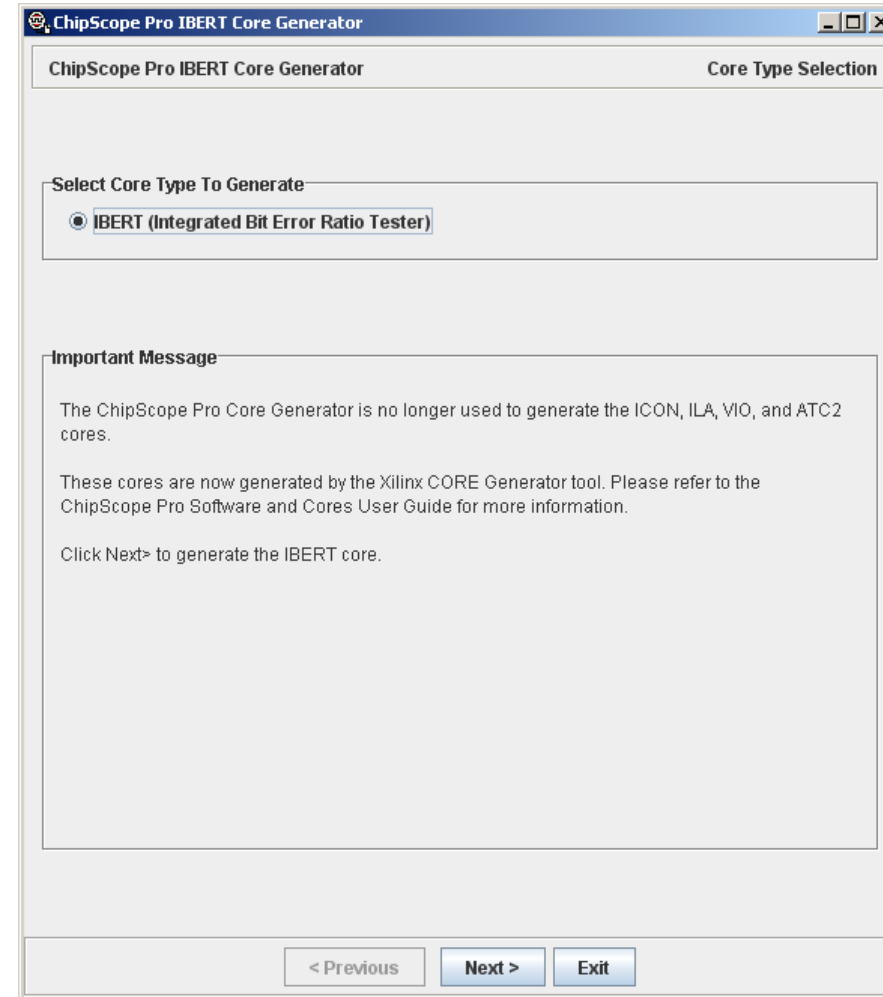 ChipScope Pro IBERT Core Generator
ChipScope Pro IBERT Core Generator Core Type Selection
Select Core Type To Generate
IBERT (Integrated Bit Error Ratio Tester)
Important Message
The ChipScope Pro Core Generator is no longer used to generate the ICON, ILA, VIO, and ATC2
cores.
These cores are now generated by the Xilinx CORE Generator tool. Please refer to the
ChipScope Pro Software and Cores User Guide for more information.
Click Next> to generate the IBERT core.
< Previous Next > Exit